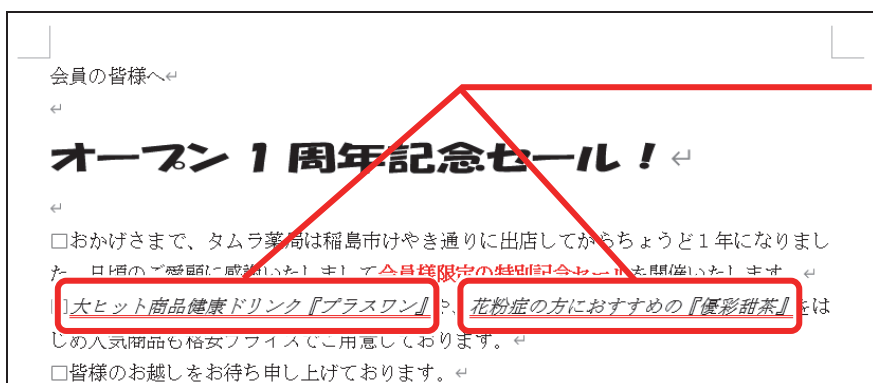 会員の皆様へ
オープン1周年記念セール！
□おかげさまで、タムラ薬局は稲島市けやき通りに出店してからちょうど１年になりまし
た。日頃のご愛顧に感謝いたしまして会員様限定の特別記念セールを開催いたします。
□大ヒット商品健康ドリンク『プラスワン』や、花粉症の方におすすめの『優彩甜茶』をは
じめ人気商品も格安プライスでご用意しております。
□皆様のお越しをお待ち申し上げております。